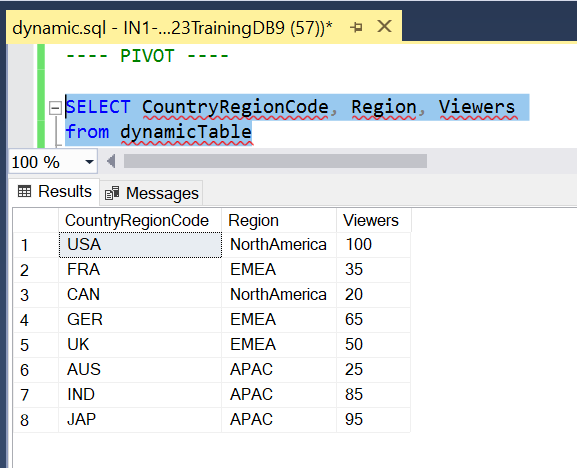 dynamic.sql - IN1-...23TrainingDB9 (57))*
---- PIVOT ----
SELECT CountryRegionCode, Region, Viewers
from dynamicTable
100 %
Results Messages
CountryRegionCode Region Viewers
1 USA NorthAmerica 100
2 FRA EMEA 35
3 CAN NorthAmerica 20
4 GER EMEA 65
5 UK EMEA 50
6 AUS APAC 25
7 IND APAC 85
8 JAP APAC 95